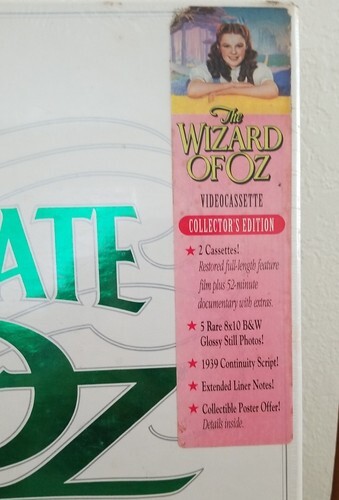 The
WIZARD
OF OZ
VIDEOCASSETTE
COLLECTOR'S EDITION
★ 2 Cassettes!
Restored full-length feature
film plus 52-minute
documentary with extras.
★ 5 Rare 8x10 B&W
Glossy Still Photos!
★ 1939 Continuity Script!
★ Extended Liner Notes!
★ Collectible Poster Offer!
Details inside.
ATE
OZ